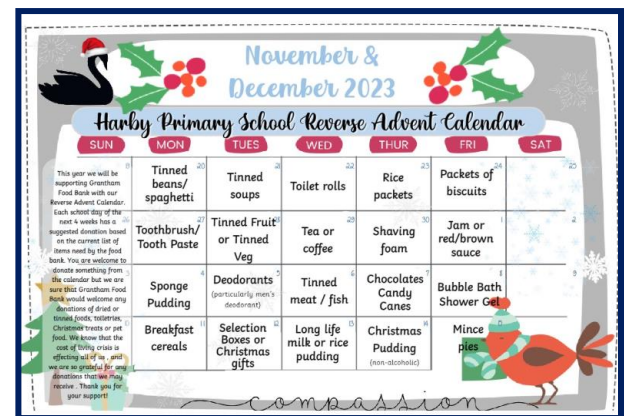 November &
December 2023
Harby Primary School Reverse Advent Calendar
SUN MON TUES WED THUR FRI SAT
This year we will be
supporting Grantham
Food Bank with our
Reverse Advent Calendar.
Each school day of the
next 4 weeks has a
suggested donation based
on the current list of
items need by the food
bank. You are welcome to
donate something from
the calendar but we are
sure that Grantham Food
Bank would welcome any
donations of dried or
tinned foods, toiletries,
Christmas treats or pet
food. We know that the
cost of living crisis is
effecting all of us , and
we are so grateful for any
donations that we may
receive . Thank you for
your support!
20
Tinned
beans/
spaghetti
21
Tinned
soups
22
Toilet rolls
23
Rice
packets
24
Packets of
biscuits
25
27
Toothbrush/
Tooth Paste
Tinned Fruit
or Tinned
Veg
29
Tea or
coffee
30
Shaving
foam
1
Jam or
red/brown
sauce
4
Sponge
Pudding
5
Deodorants
(particularly men's
deodorant)
6
Tinned
meat / fish
7
Chocolates
Candy
Canes
8
Bubble Bath
Shower Gel
9
11
Breakfast
cereals
12
Selection
Boxes or
Christmas
gifts
13
Long life
milk or rice
pudding
14
Christmas
Pudding
(non-alcoholic)
Mince
pies
compassion